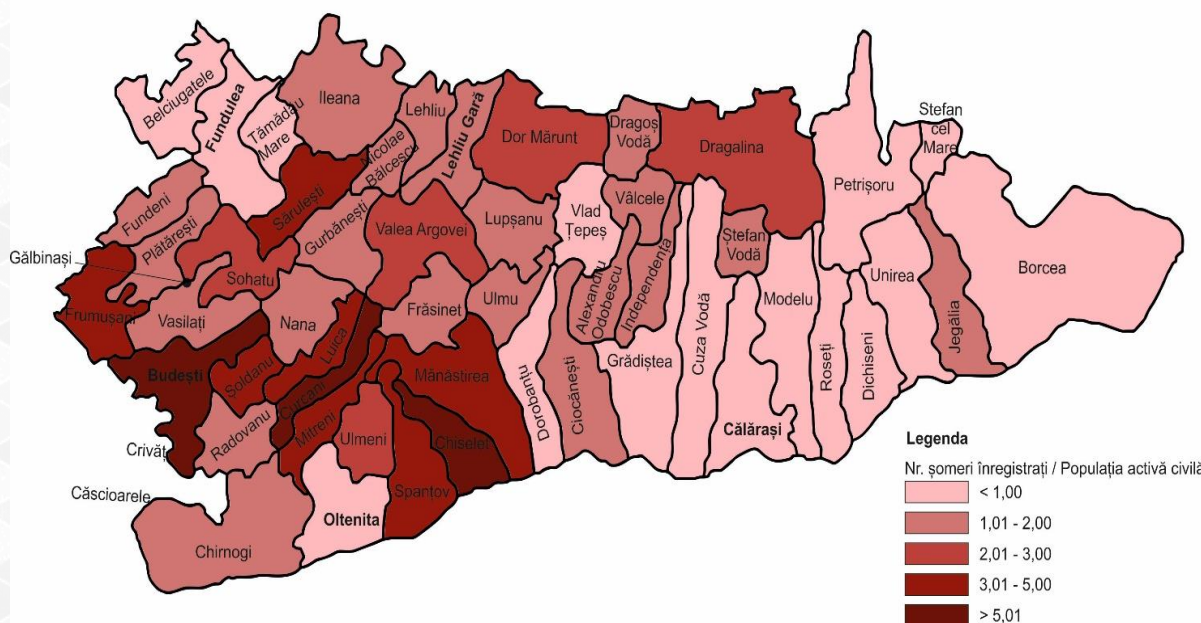 Belciugatele
Fundulea
Tămădău
Mare
Ileana
Lehliu
Nicolae
Bălcescu
Lehliu Gară
Dor Mărunt
Dragoș
Vodă
Dragalina
Petrișoru
Stefan
cel
Mare
Borcea
Fundeni
Plătărești
Gălbinași
Sărulești
Sohatu
Gurbănești
Valea Argovei
Lupșanu
Vlad
Țepeș
Vâlcele
Alexandru
Odobescu
Independența
Ștefan
Vodă
Unirea
Jegălia
Frumușani
Vasilați
Nana
Frăsinet
Ulmu
Cuza Vodă
Modelu
Roseți
Dichiseni
Budești
Șoldanu
Luica
Curcani
Mânăstirea
Dorobanțu
Ciocănești
Grădiștea
Călărași
Crivăț
Radovanu
Mitreni
Ulmeni
Chiselet
Spanțov
Căscioarele
Chirnogi
Oltenita
Legenda
Nr. șomeri înregistrați / Populația activă civilă
< 1,00
1,01 - 2,00
2,01 - 3,00
3,01 - 5,00
> 5,01